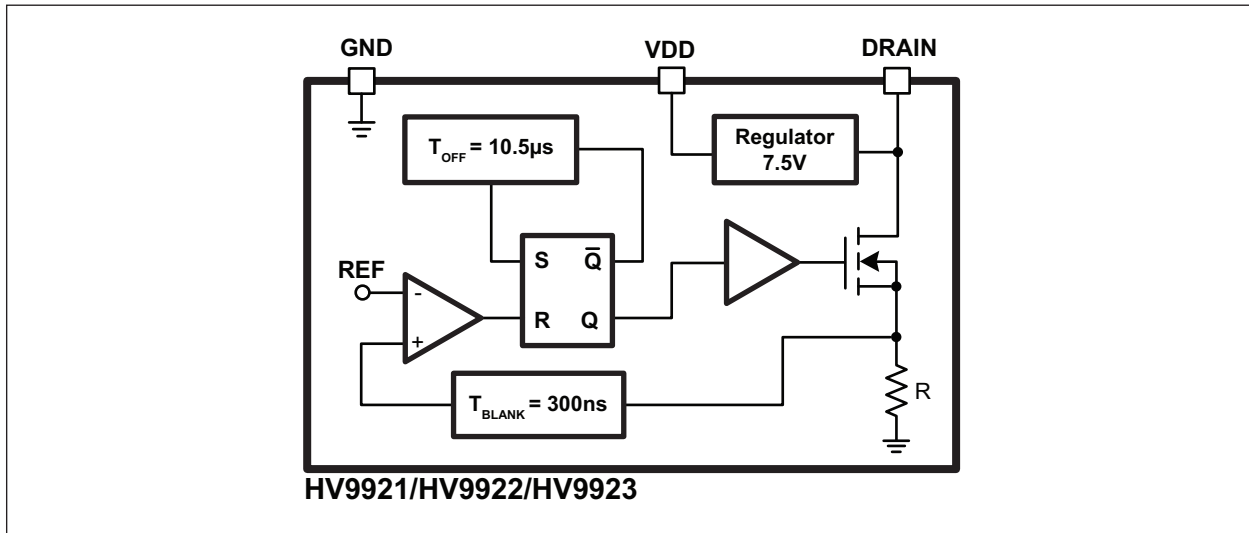 GND
VDD
DRAIN
T_OFF = 10.5µs
Regulator
7.5V
S Q̅
REF
-
R Q
+
T_BLANK = 300ns
R
HV9921/HV9922/HV9923